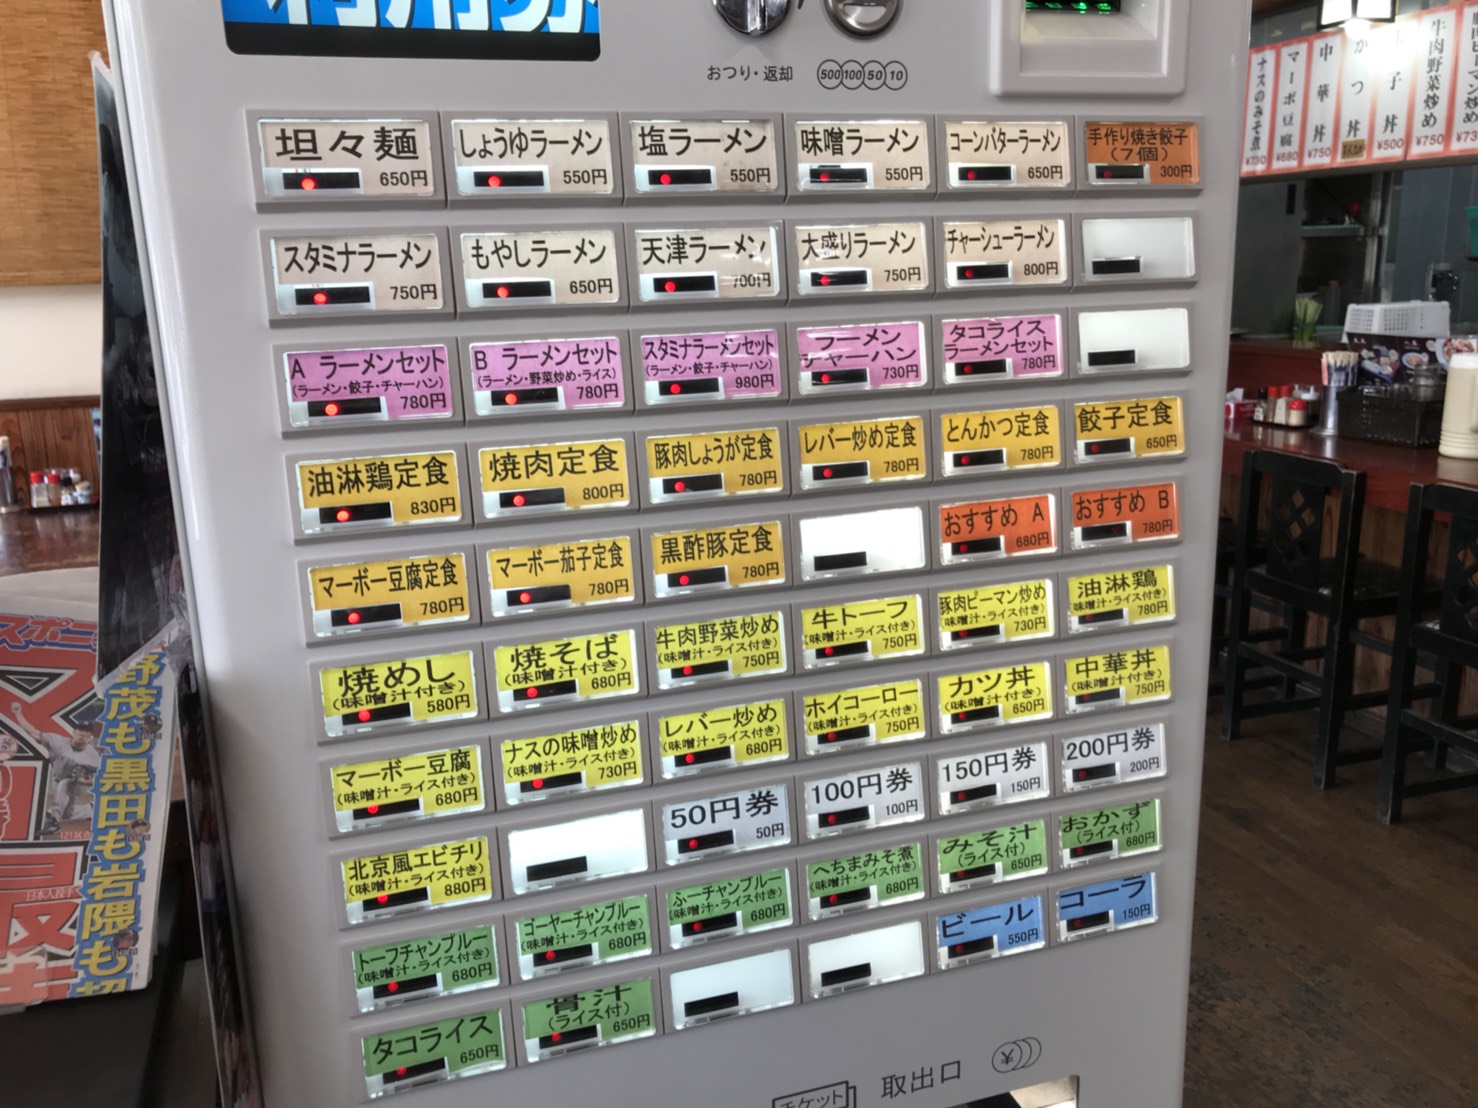 おつり・返却
500 100 50 10
坦々麺
650円
しょうゆラーメン
550円
塩ラーメン
550円
味噌ラーメン
550円
コーンバターラーメン
650円
手作り焼き餃子
(7個)
300円
スタミナラーメン
750円
もやしラーメン
650円
天津ラーメン
700円
大盛りラーメン
750円
チャーシューラーメン
800円
A ラーメンセット
(ラーメン・餃子・チャーハン)
780円
B ラーメンセット
(ラーメン・野菜炒め・ライス)
780円
スタミナラーメンセット
(ラーメン・餃子・チャーハン)
980円
ラーメン
チャーハン
730円
タコライス
ラーメンセット
780円
油淋鶏定食
830円
焼肉定食
800円
豚肉しょうが定食
780円
レバー炒め定食
780円
とんかつ定食
780円
餃子定食
650円
マーボー豆腐定食
780円
マーボー茄子定食
780円
黒酢豚定食
780円
おすすめ A
680円
おすすめ B
780円
焼めし
(味噌汁付き)
580円
焼そば
(味噌汁付き)
680円
牛肉野菜炒め
(味噌汁・ライス付き)
750円
牛トーフ
(味噌汁・ライス付き)
750円
豚肉ピーマン炒め
(味噌汁・ライス付き)
730円
油淋鶏
(味噌汁・ライス付き)
780円
マーボー豆腐
(味噌汁・ライス付き)
680円
ナスの味噌炒め
(味噌汁・ライス付き)
730円
レバー炒め
(味噌汁・ライス付き)
680円
ホイコーロー
(味噌汁・ライス付き)
750円
カツ丼
(味噌汁付き)
650円
中華丼
(味噌汁付き)
750円
北京風エビチリ
(味噌汁・ライス付き)
880円
50円券
50円
100円券
100円
150円券
150円
200円券
200円
トーフチャンプルー
(味噌汁・ライス付き)
680円
ゴーヤーチャンプルー
(味噌汁・ライス付き)
680円
ふーチャンプルー
(味噌汁・ライス付き)
680円
へちまみそ煮
(味噌汁・ライス付き)
680円
みそ汁
(ライス付)
650円
おかず
(ライス付)
680円
タコライス
650円
骨汁
(ライス付)
650円
ビール
550円
コーラ
150円
チケット
取出口
¥
ナスのみそ煮
¥730
マーボ豆腐
¥680
中華丼
¥750
かつ丼
子丼
¥500
牛肉野菜炒め
¥750
スポー
野茂も黒田も岩隈も